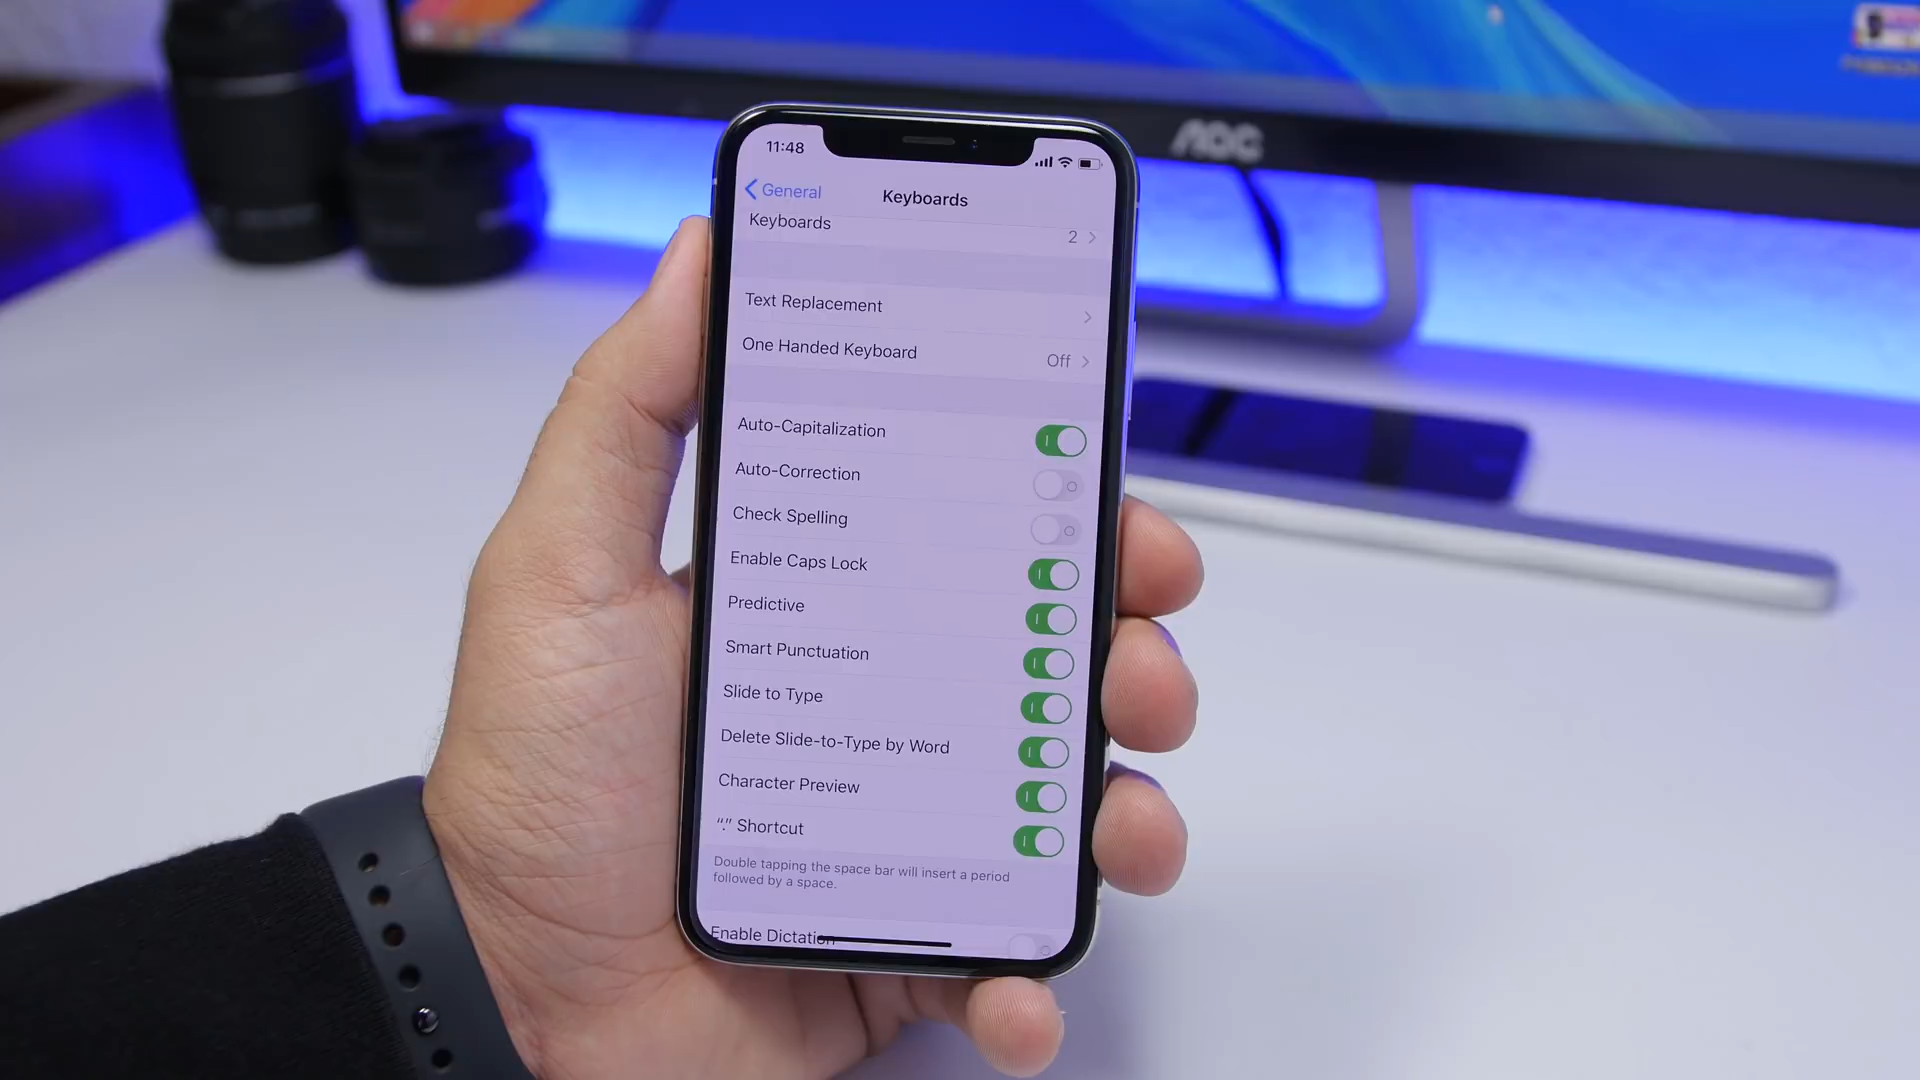 AOC
11:48
General
Keyboards
Keyboards 2
Text Replacement
One Handed Keyboard Off
Auto-Capitalization
Auto-Correction
Check Spelling
Enable Caps Lock
Predictive
Smart Punctuation
Slide to Type
Delete Slide-to-Type by Word
Character Preview
“.” Shortcut
Double tapping the space bar will insert a period
followed by a space.
Enable Dictation